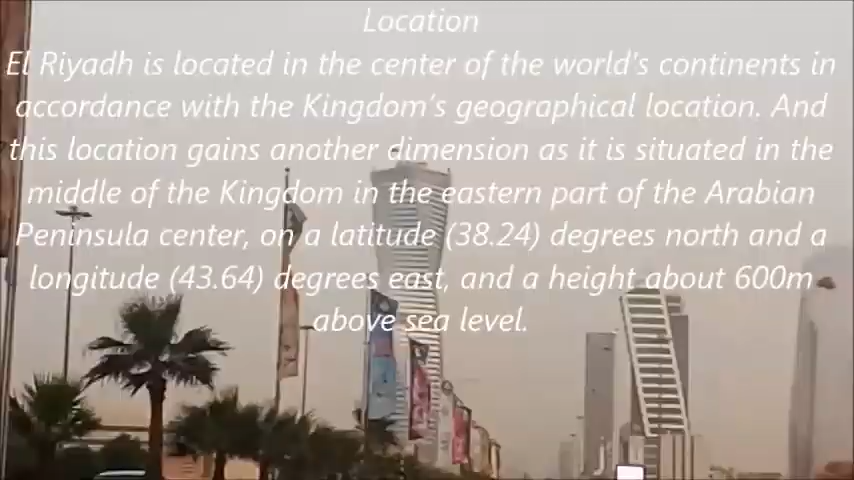 Location
El Riyadh is located in the center of the world's continents in
accordance with the Kingdom's geographical location. And
this location gains another dimension as it is situated in the
middle of the Kingdom in the eastern part of the Arabian
Peninsula center, on a latitude (38.24) degrees north and a
longitude (43.64) degrees east, and a height about 600m
above sea level.